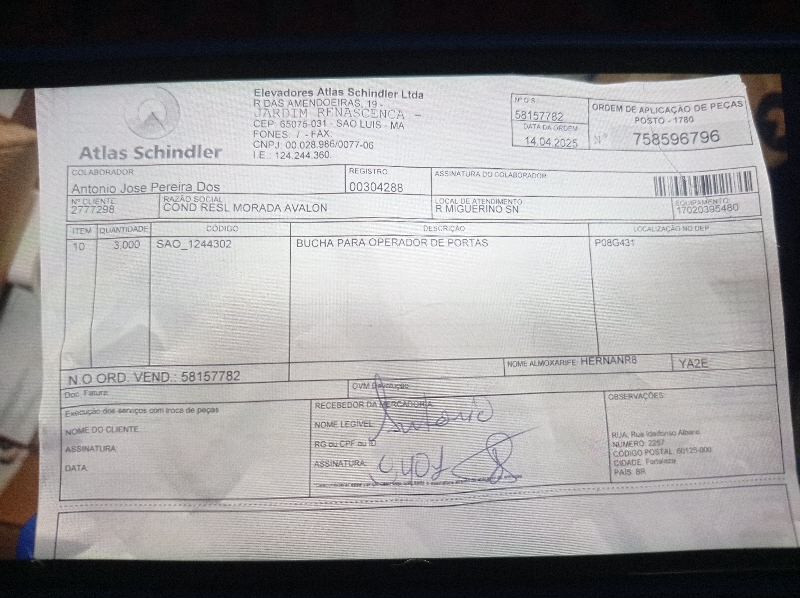 Atlas Schindler
Elevadores Atlas Schindler Ltda
R DAS AMENDOEIRAS, 19 -
JARDIM RENASCENCA -
CEP: 65075-031 - SAO LUIS - MA
FONES: / - FAX:
CNPJ: 00.028.986/0077-06
I.E.: 124.244.360.
58157782
DATA DA ORDEM
14.04.2025
ORDEM DE APLICAÇÃO DE PEÇAS
POSTO - 1780
Nº 758596796
COLABORADOR
Antonio Jose Pereira Dos
REGISTRO
00304288
ASSINATURA DO COLABORADOR
Nº CLIENTE
2777298
RAZÃO SOCIAL
COND RESL MORADA AVALON
LOCAL DE ATENDIMENTO
R MIGUERINO SN
EQUIPAMENTO
17020395480
ITEM QUANTIDADE CÓDIGO DESCRIÇÃO LOCALIZAÇÃO NO DEP
10 3,000 SAO_1244302 BUCHA PARA OPERADOR DE PORTAS P08G431
N.O ORD. VEND.: 58157782
NOME ALMOXARIFE: HERNANR8 YA2E
Doc. Fatura:
OVM Devolução:
Execução dos serviços com troca de peças
NOME DO CLIENTE:
ASSINATURA:
DATA:
RECEBEDOR DA MERCADORIA
NOME LEGÍVEL: Antonio
RG ou CPF ou ID
ASSINATURA:
OBSERVAÇÕES:
RUA: Rua Ildefonso Albano
NÚMERO: 2257
CÓDIGO POSTAL: 60125-000
CIDADE: Fortaleza
PAÍS: BR